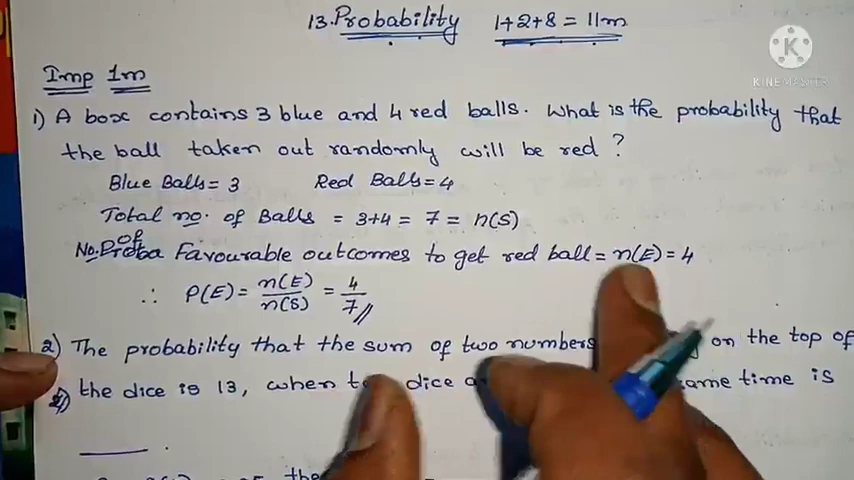 13. Probability 1+2+8 = 11m
K
KINEMASTER
Imp 1m
1) A box contains 3 blue and 4 red balls. What is the probability that
the ball taken out randomly will be red ?
Blue Balls = 3 Red Balls = 4
Total no. of Balls = 3+4 = 7 = n(S)
No. of Proba Favourable outcomes to get red ball = n(E) = 4
∴ P(E) = n(E)/n(S) = 4/7 //
2) The probability that the sum of two numbers on the top of
the dice is 13, when dice same time is
______ .
the